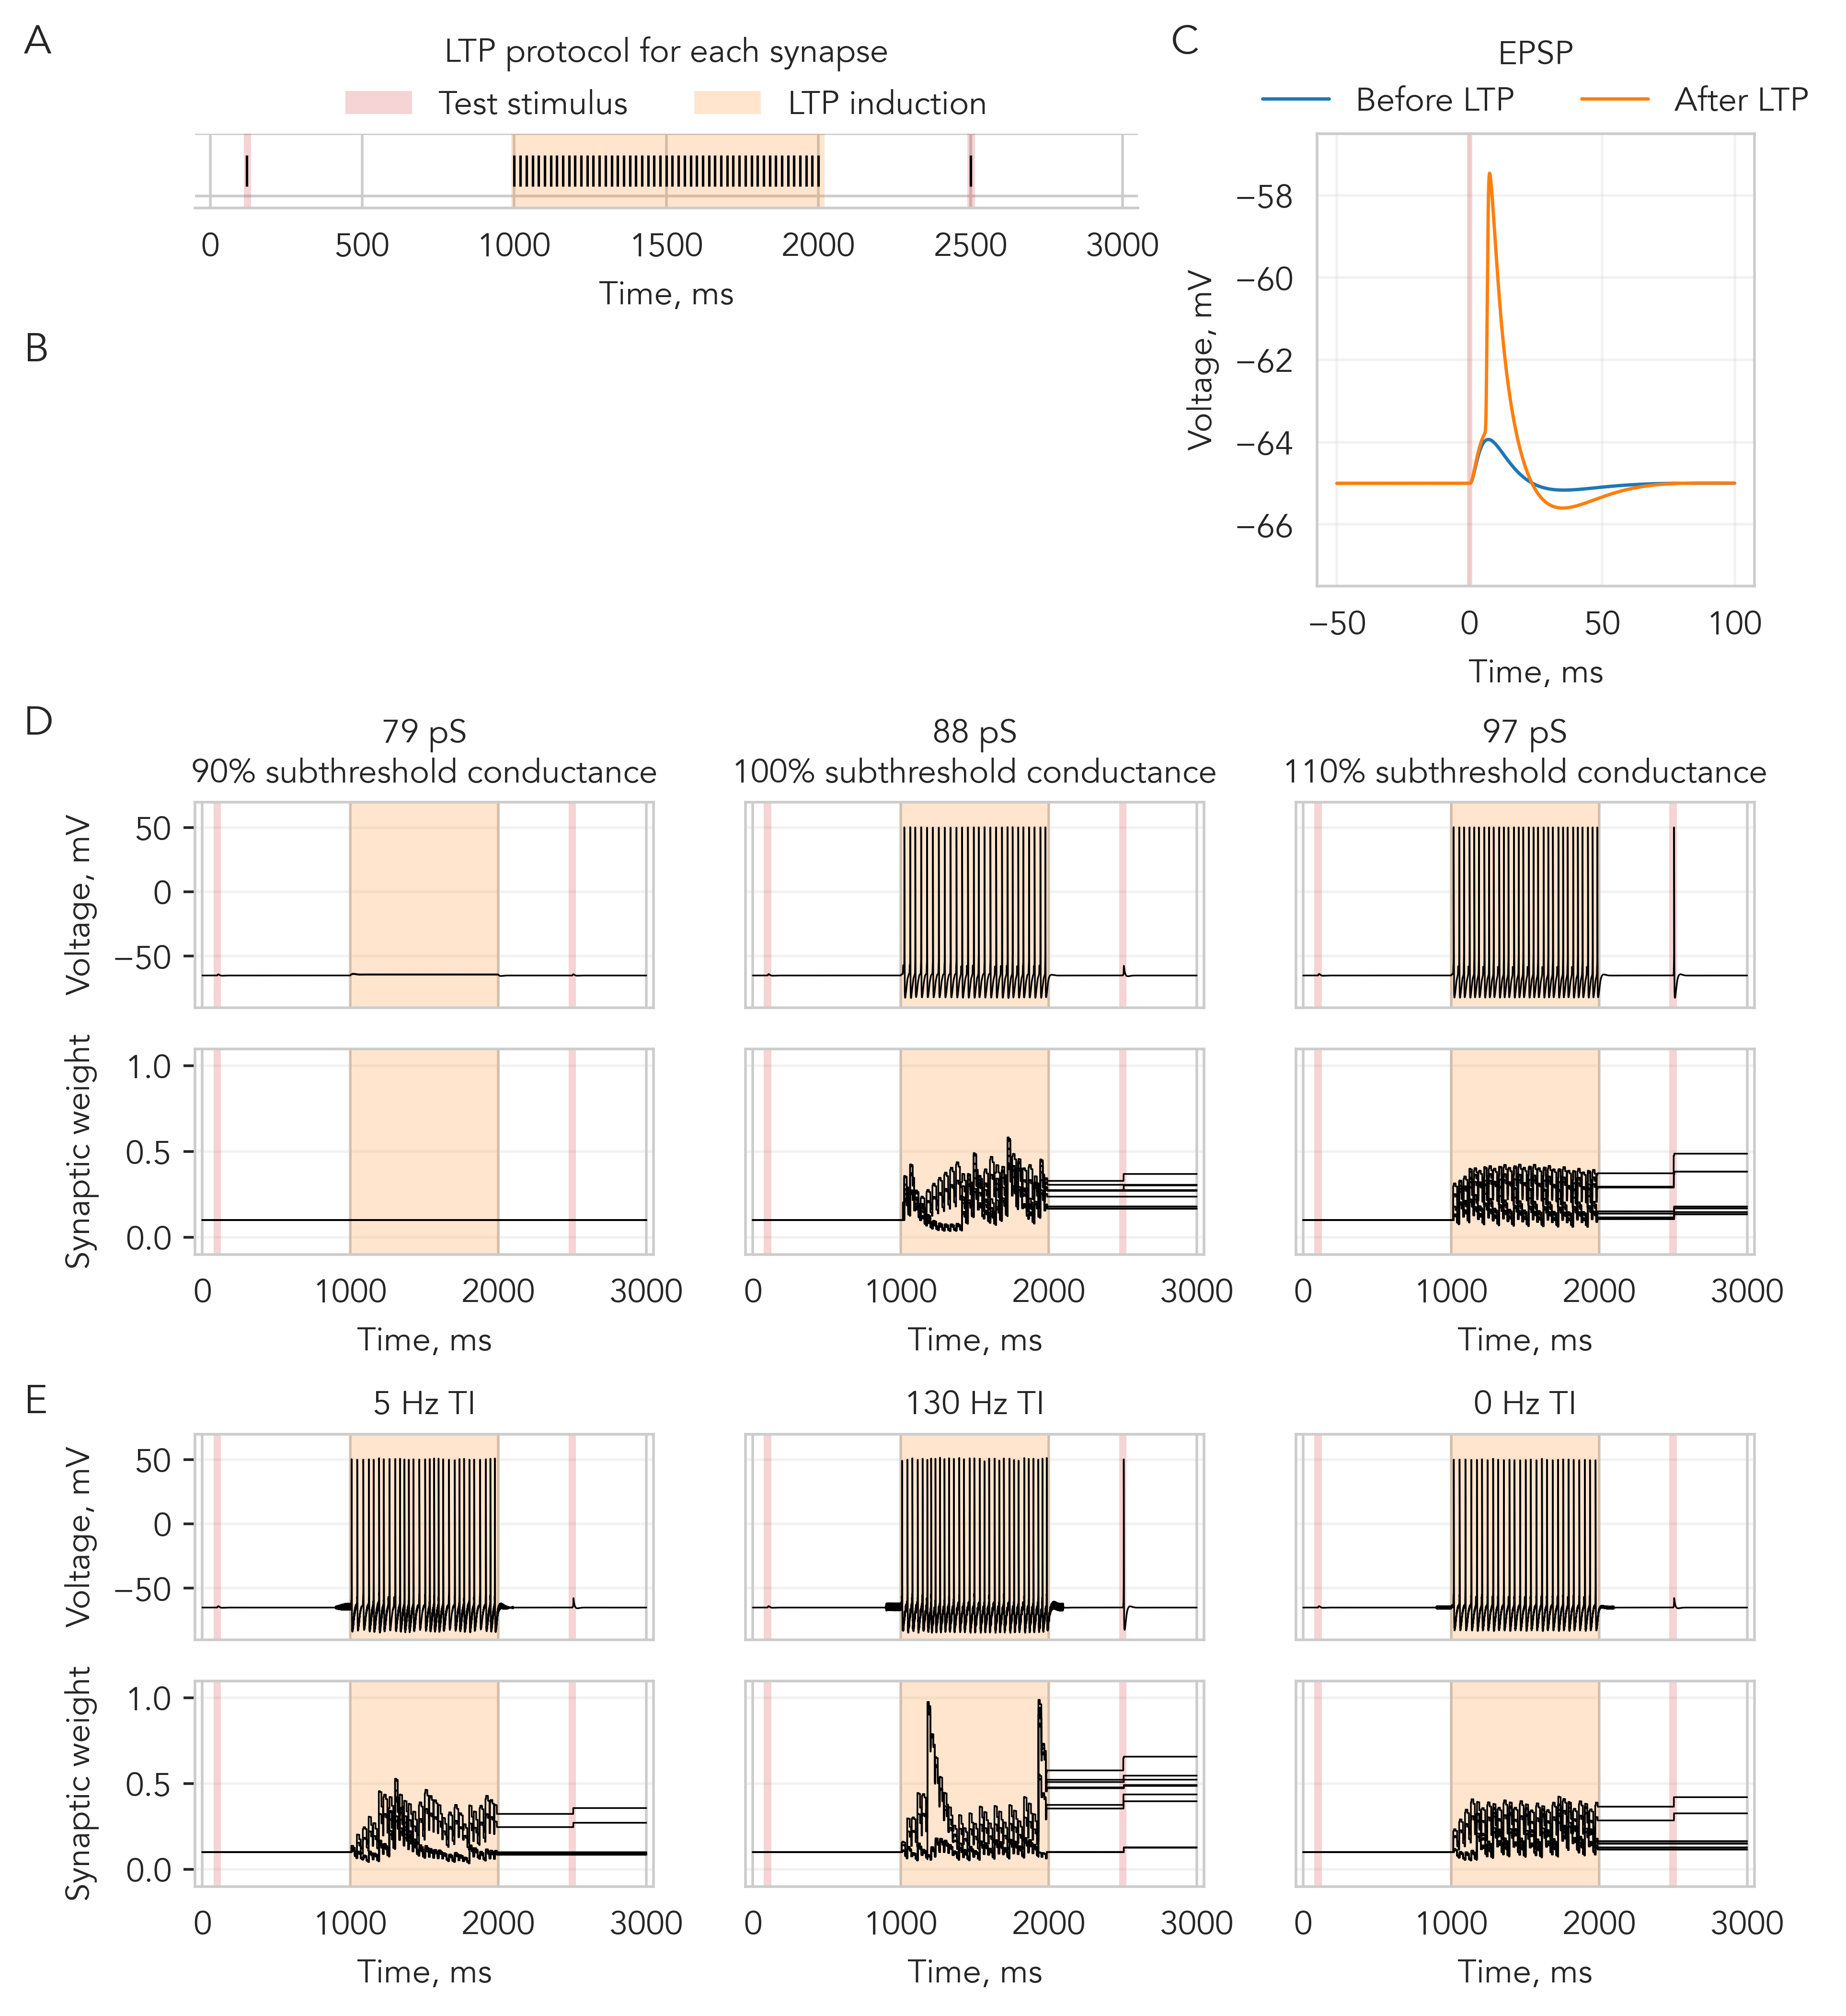 A
LTP protocol for each synapse
Test stimulus LTP induction
0 500 1000 1500 2000 2500 3000
Time, ms
B
C
EPSP
Before LTP After LTP
Voltage, mV
−58
−60
−62
−64
−66
−50 0 50 100
Time, ms
D
79 pS
90% subthreshold conductance
88 pS
100% subthreshold conductance
97 pS
110% subthreshold conductance
Voltage, mV
50
0
−50
Synaptic weight
1.0
0.5
0.0
0 1000 2000 3000
Time, ms
0 1000 2000 3000
Time, ms
0 1000 2000 3000
Time, ms
E
5 Hz TI
130 Hz TI
0 Hz TI
Voltage, mV
50
0
−50
Synaptic weight
1.0
0.5
0.0
0 1000 2000 3000
Time, ms
0 1000 2000 3000
Time, ms
0 1000 2000 3000
Time, ms